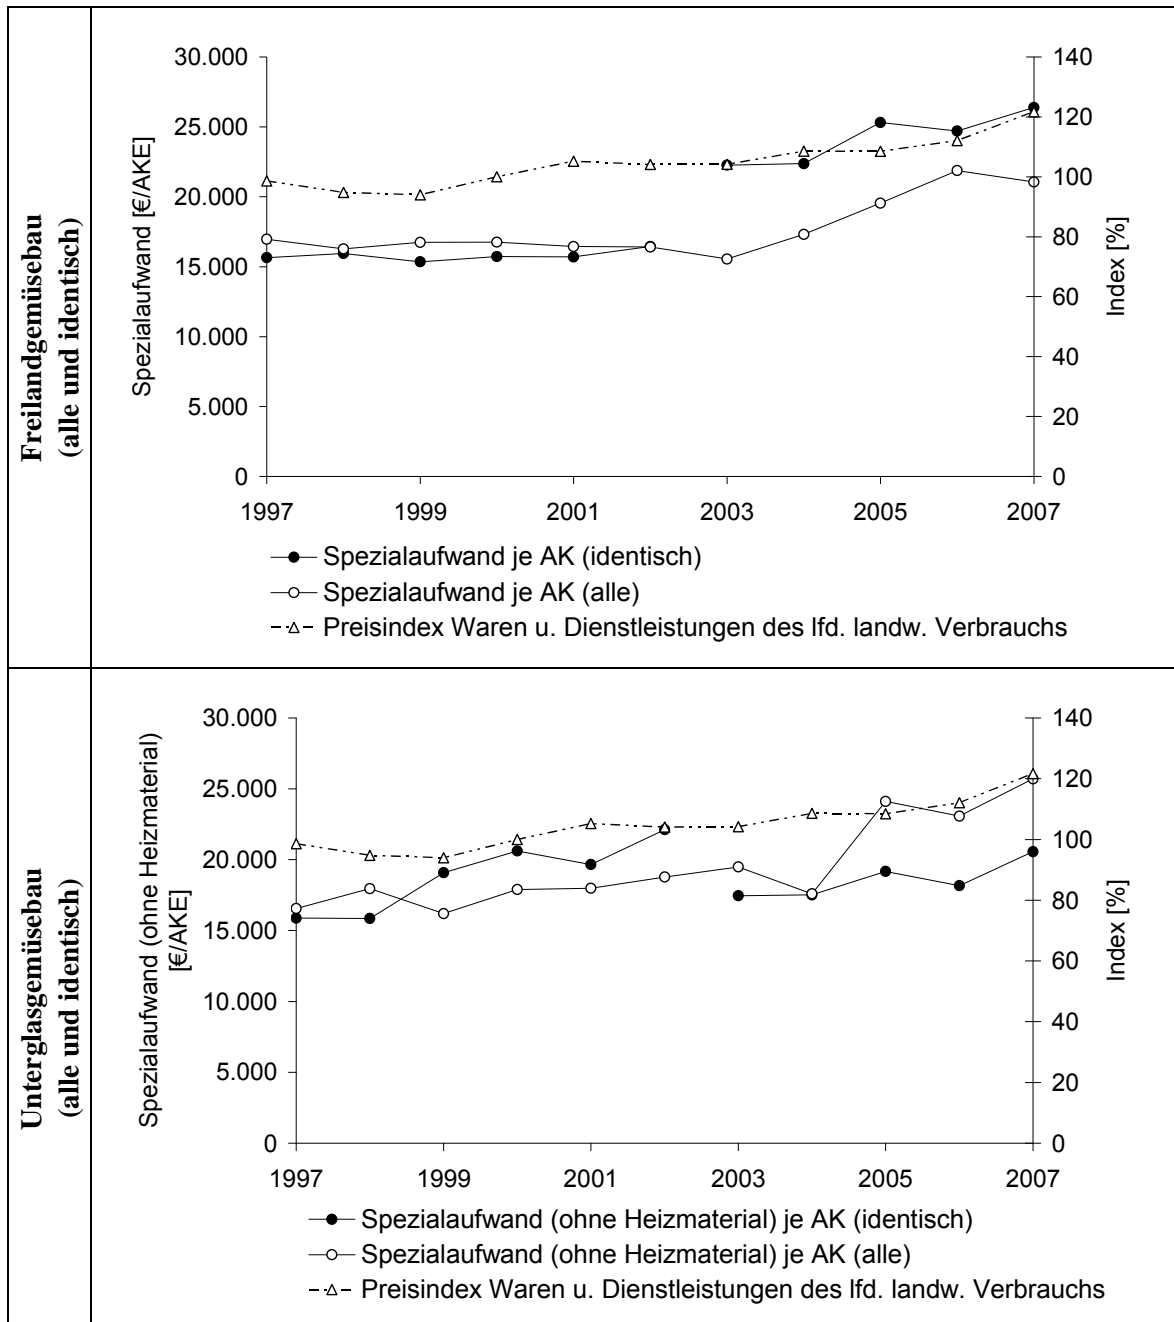 Freilandgemüsebau
(alle und identisch)
Spezialaufwand [€/AKE]
30.000
25.000
20.000
15.000
10.000
5.000
0
140
120
100
80
60
40
20
0
Index [%]
1997 1999 2001 2003 2005 2007
Spezialaufwand je AK (identisch)
Spezialaufwand je AK (alle)
Preisindex Waren u. Dienstleistungen des lfd. landw. Verbrauchs
Unterglasgemüsebau
(alle und identisch)
Spezialaufwand (ohne Heizmaterial)
[€/AKE]
30.000
25.000
20.000
15.000
10.000
5.000
0
140
120
100
80
60
40
20
0
Index [%]
1997 1999 2001 2003 2005 2007
Spezialaufwand (ohne Heizmaterial) je AK (identisch)
Spezialaufwand (ohne Heizmaterial) je AK (alle)
Preisindex Waren u. Dienstleistungen des lfd. landw. Verbrauchs